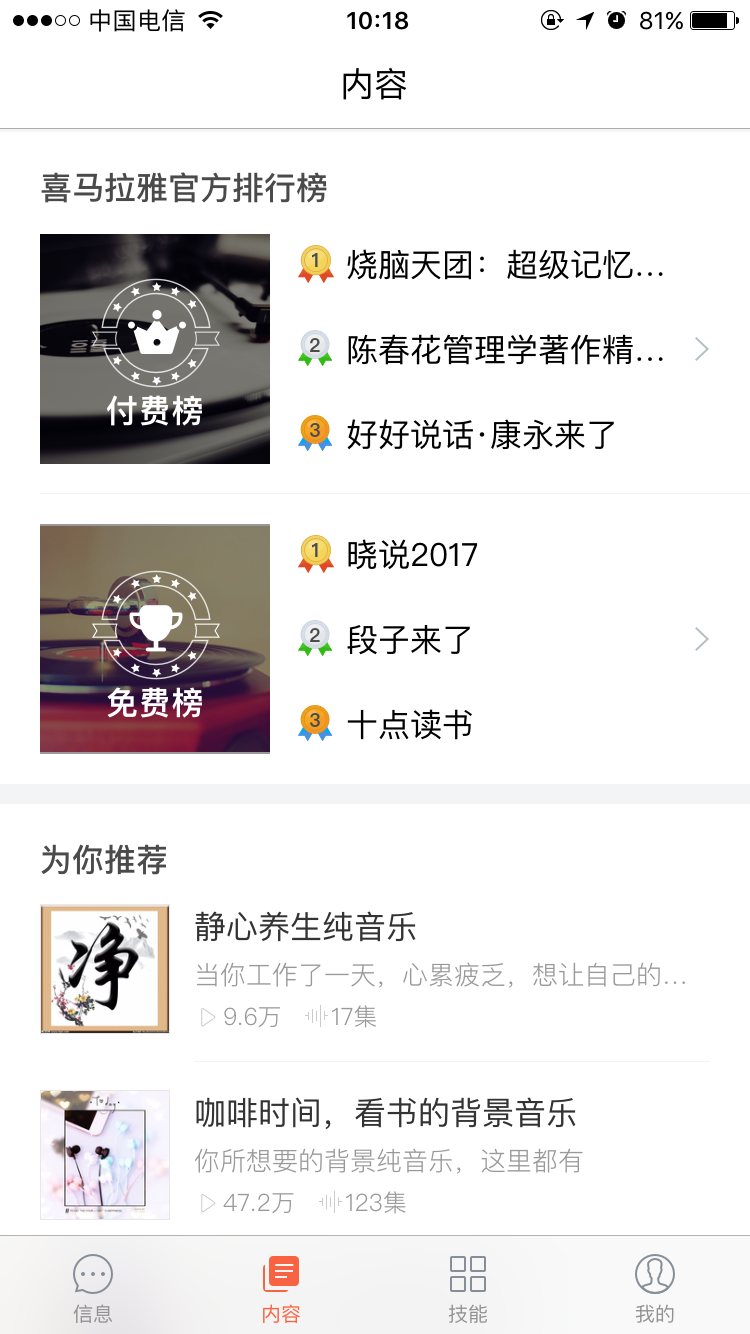 中国电信 10:18 81%
内容
喜马拉雅官方排行榜
付费榜
1 烧脑天团：超级记忆...
2 陈春花管理学著作精...
3 好好说话·康永来了
免费榜
1 晓说2017
2 段子来了
3 十点读书
为你推荐
净
静心养生纯音乐
当你工作了一天，心累疲乏，想让自己的...
9.6万 17集
Today
咖啡时间，看书的背景音乐
你所想要的背景纯音乐，这里都有
47.2万 123集
信息 内容 技能 我的